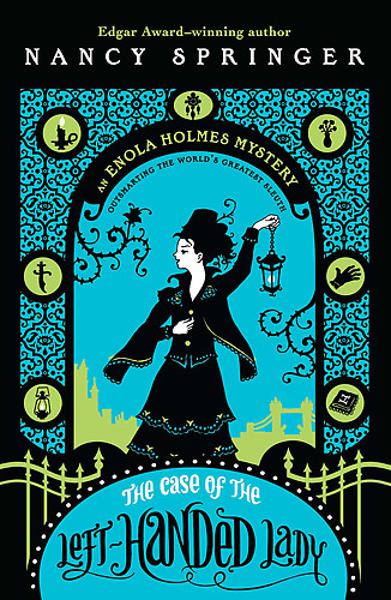 Edgar Award–winning author
NANCY SPRINGER
AN ENOLA HOLMES MYSTERY
OUTSMARTING THE WORLD'S GREATEST SLEUTH
THE CASE OF THE
LEFT-HANDED LADY